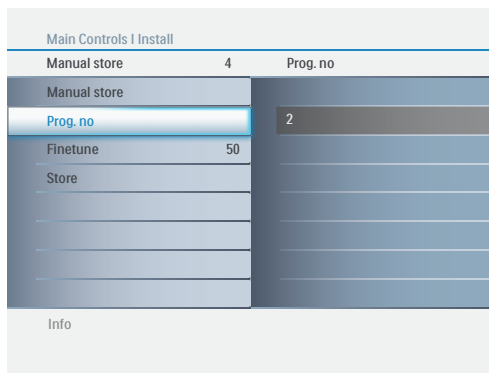 Main Controls I Install
Manual store 4 Prog. no
Manual store
Prog. no 2
Finetune 50
Store
Info